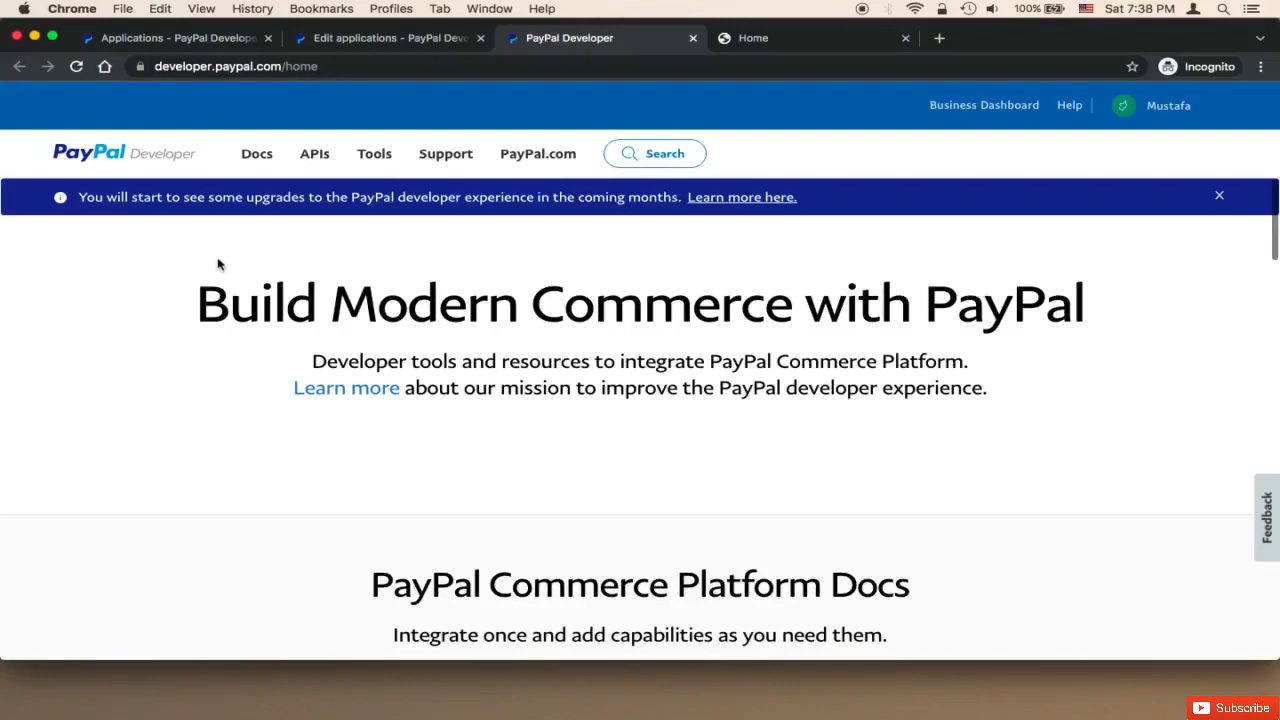 Chrome File Edit View History Bookmarks Profiles Tab Window Help 100% Sat 7:38 PM
Applications - PayPal Develope Edit applications - PayPal Deve PayPal Developer Home
developer.paypal.com/home Incognito
Business Dashboard Help Mustafa
PayPal Developer Docs APIs Tools Support PayPal.com Search
You will start to see some upgrades to the PayPal developer experience in the coming months. Learn more here.
Build Modern Commerce with PayPal
Developer tools and resources to integrate PayPal Commerce Platform.
Learn more about our mission to improve the PayPal developer experience.
Feedback
PayPal Commerce Platform Docs
Integrate once and add capabilities as you need them.
Subscribe